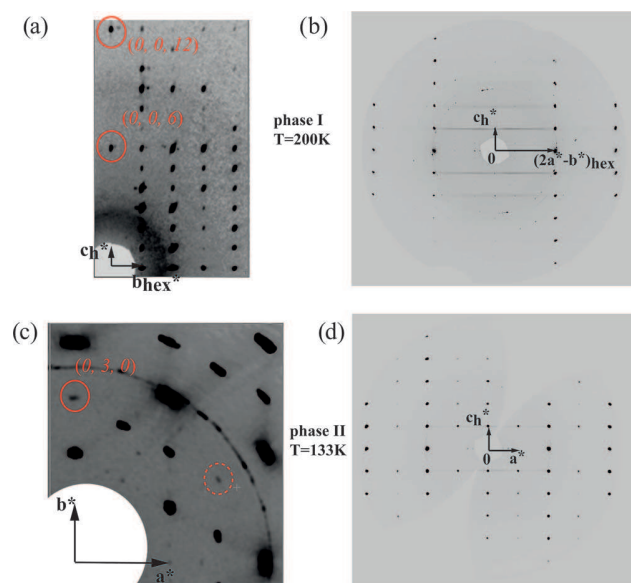 (a)
(0, 0, 12)
(0, 0, 6)
ch*
bhex*
(b)
phase I
T=200K
ch*
0
(2a*-b*)hex
(c)
(0, 3, 0)
b*
a*
phase II
T=133K
(d)
ch*
0
a*